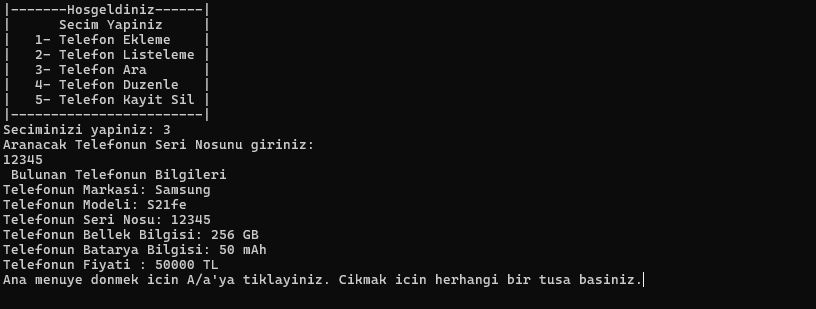 |-------Hosgeldiniz------|
|      Secim Yapiniz     |
|   1- Telefon Ekleme    |
|   2- Telefon Listeleme |
|   3- Telefon Ara       |
|   4- Telefon Duzenle   |
|   5- Telefon Kayit Sil |
|------------------------|
Seciminizi yapiniz: 3
Aranacak Telefonun Seri Nosunu giriniz:
12345
 Bulunan Telefonun Bilgileri
Telefonun Markasi: Samsung
Telefonun Modeli: S21fe
Telefonun Seri Nosu: 12345
Telefonun Bellek Bilgisi: 256 GB
Telefonun Batarya Bilgisi: 50 mAh
Telefonun Fiyati : 50000 TL
Ana menuye donmek icin A/a'ya tiklayiniz. Cikmak icin herhangi bir tusa basiniz.